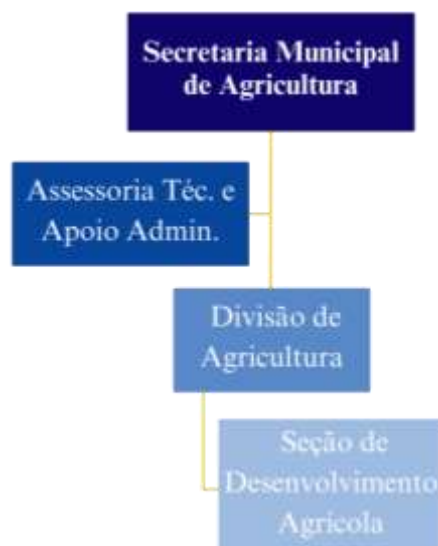 Secretaria Municipal
de Agricultura
Assessoria Téc. e
Apoio Admin.
Divisão de
Agricultura
Seção de
Desenvolvimento
Agrícola